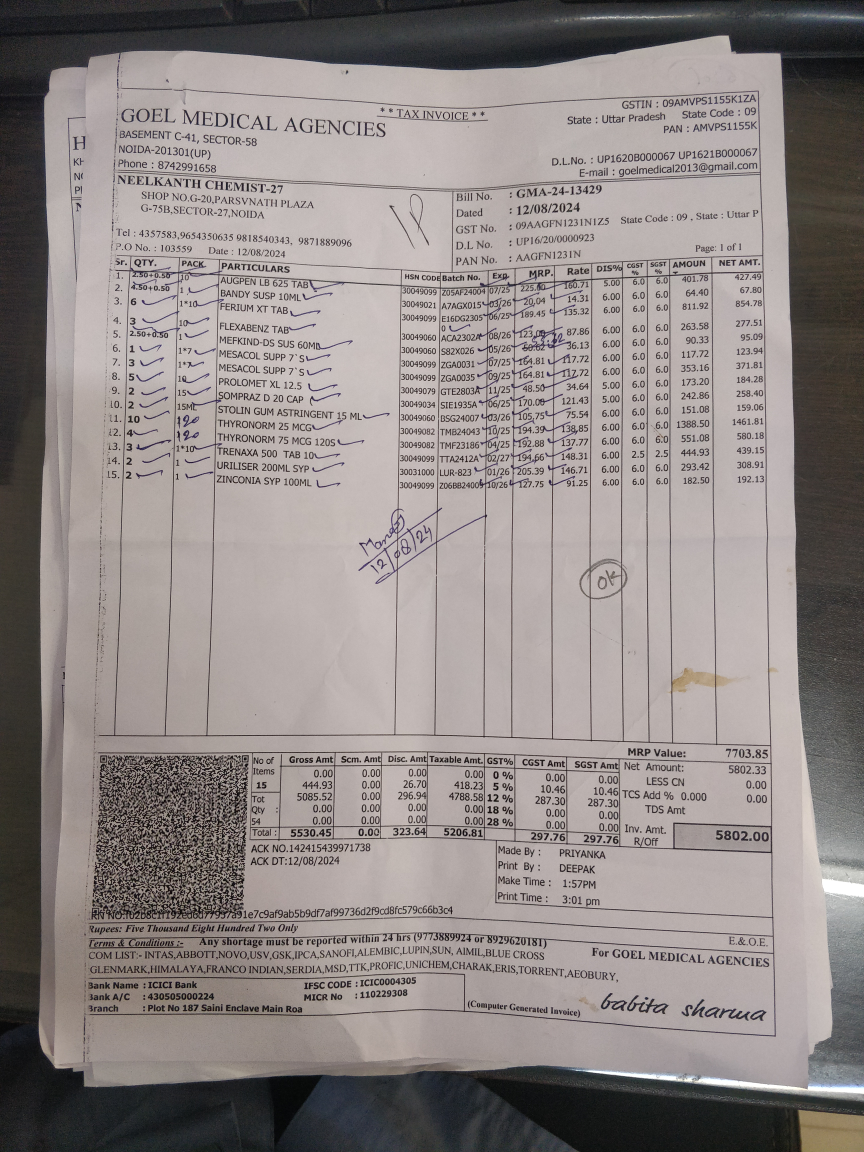 * * TAX INVOICE * *
GOEL MEDICAL AGENCIES
BASEMENT C-41, SECTOR-58
NOIDA-201301(UP)
Phone : 8742991658
GSTIN : 09AMVPS1155K1ZA
State : Uttar Pradesh State Code : 09
PAN : AMVPS1155K
D.L.No. : UP1620B000067 UP1621B000067
E-mail : goelmedical2013@gmail.com
NEELKANTH CHEMIST-27
SHOP NO.G-20,PARSVNATH PLAZA
G-75B,SECTOR-27,NOIDA
Tel : 4357583,9654350635 9818540343, 9871889096
P.O No. : 103559 Date : 12/08/2024
Bill No. : GMA-24-13429
Dated : 12/08/2024
GST No. : 09AAGFN1231N1Z5 State Code : 09 , State : Uttar P
D.L No. : UP16/20/0000923
PAN No. : AAGFN1231N
Page: 1 of 1
Sr. QTY. PACK PARTICULARS HSN CODE Batch No. Exp. MRP. Rate DIS% CGST % SGST % AMOUN NET AMT.
1. 2.50+0.50 10 AUGPEN LB 625 TAB 30049099 Z05AF24004 07/25 225.00 160.71 5.00 6.0 6.0 401.78 427.49
2. 4.50+0.50 1 BANDY SUSP 10ML 30049021 A7AGX015 03/26 20.04 14.31 6.0 6.0 64.40 67.80
3. 6 1*10 FERIUM XT TAB 30049099 E16DG2305 06/25 189.45 135.32 6.0 6.0 811.92 854.78
0
4. 3 10 FLEXABENZ TAB 30049060 ACA2302A 08/26 123.00 87.86 6.00 6.0 6.0 263.58 277.51
53.12
5. 2.50+0.50 1 MEFKIND-DS SUS 60ML 30049060 S82X026 05/26 50.62 36.13 6.00 6.0 6.0 90.33 95.09
6. 1 1*7 MESACOL SUPP 7`S 30049099 ZGA0031 07/25 164.81 117.72 6.00 6.0 6.0 117.72 123.94
7. 3 1*7 MESACOL SUPP 7`S 30049099 ZGA0035 09/25 164.81 117.72 6.00 6.0 6.0 353.16 371.81
8. 5 10 PROLOMET XL 12.5 30049079 GTE2803A 11/25 48.50 34.64 5.00 6.0 6.0 173.20 184.28
9. 2 15 SOMPRAZ D 20 CAP 30049034 SIE1935A 06/25 170.00 121.43 5.00 6.0 6.0 242.86 258.40
10. 2 15ML STOLIN GUM ASTRINGENT 15 ML 30049060 BSG24007 03/26 105.75 75.54 6.00 6.0 6.0 151.08 159.06
11. 10 120 THYRONORM 25 MCG 30049082 TMB24043 10/25 194.39 138.85 6.00 6.0 6.0 1388.50 1461.81
12. 4 120 THYRONORM 75 MCG 120S 30049082 TMF23186 04/25 192.88 137.77 6.00 6.0 6.0 551.08 580.18
13. 3 1*10 TRENAXA 500 TAB 10 30049099 TTA2412A 02/27 194.66 148.31 6.00 2.5 2.5 444.93 439.15
14. 2 1 URILISER 200ML SYP 30031000 LUR-823 01/26 205.39 146.71 6.00 6.0 6.0 293.42 308.91
15. 2 1 ZINCONIA SYP 100ML 30049099 Z06BB24005 10/26 127.75 91.25 6.00 6.0 6.0 182.50 192.13
12/08/24
OK
No of Items Gross Amt Scm. Amt Disc. Amt Taxable Amt. GST% CGST Amt SGST Amt
0.00 0.00 0.00 0.00 0 % 0.00 0.00
15 444.93 0.00 26.70 418.23 5 % 10.46 10.46
Tot 5085.52 0.00 296.94 4788.58 12 % 287.30 287.30
Qty : 0.00 0.00 0.00 0.00 18 % 0.00 0.00
54 0.00 0.00 0.00 0.00 28 % 0.00 0.00
Total : 5530.45 0.00 323.64 5206.81 297.76 297.76
MRP Value: 7703.85
Net Amount: 5802.33
LESS CN 0.00
TCS Add % 0.000 0.00
TDS Amt
Inv. Amt. R/Off 5802.00
ACK NO.142415439971738
ACK DT:12/08/2024
Made By : PRIYANKA
Print By : DEEPAK
Make Time : 1:57PM
Print Time : 3:01 pm
Rupees: Five Thousand Eight Hundred Two Only
Terms & Conditions :- Any shortage must be reported within 24 hrs (9773889924 or 8929620181) E.&O.E.
COM LIST:- INTAS,ABBOTT,NOVO,USV,GSK,IPCA,SANOFI,ALEMBIC,LUPIN,SUN, AIMIL,BLUE CROSS
GLENMARK,HIMALAYA,FRANCO INDIAN,SERDIA,MSD,TTK,PROFIC,UNICHEM,CHARAK,ERIS,TORRENT,AEOBURY,
For GOEL MEDICAL AGENCIES
Bank Name : ICICI Bank IFSC CODE : ICIC0004305
Bank A/C : 430505000224 MICR No : 110229308
Branch : Plot No 187 Saini Enclave Main Roa
(Computer Generated Invoice)
babita sharma